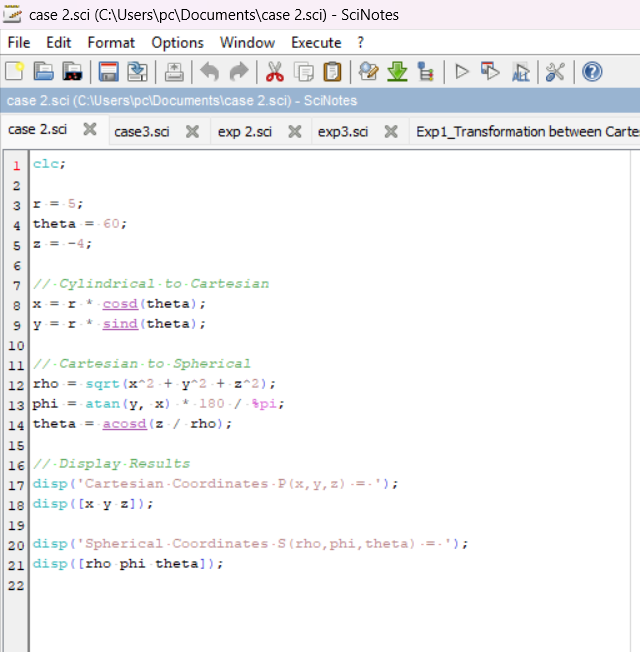 case 2.sci (C:\Users\pc\Documents\case 2.sci) - SciNotes
File Edit Format Options Window Execute ?
case 2.sci (C:\Users\pc\Documents\case 2.sci) - SciNotes
case 2.sci case3.sci exp 2.sci exp3.sci Exp1_Transformation between Carte
1 clc;
2
3 r = 5;
4 theta = 60;
5 z = -4;
6
7 // Cylindrical to Cartesian
8 x = r * cosd(theta);
9 y = r * sind(theta);
10
11 // Cartesian to Spherical
12 rho = sqrt(x^2 + y^2 + z^2);
13 phi = atan(y, x) * 180 / %pi;
14 theta = acosd(z / rho);
15
16 // Display Results
17 disp('Cartesian Coordinates P(x,y,z) = ');
18 disp([x y z]);
19
20 disp('Spherical Coordinates S(rho,phi,theta) = ');
21 disp([rho phi theta]);
22